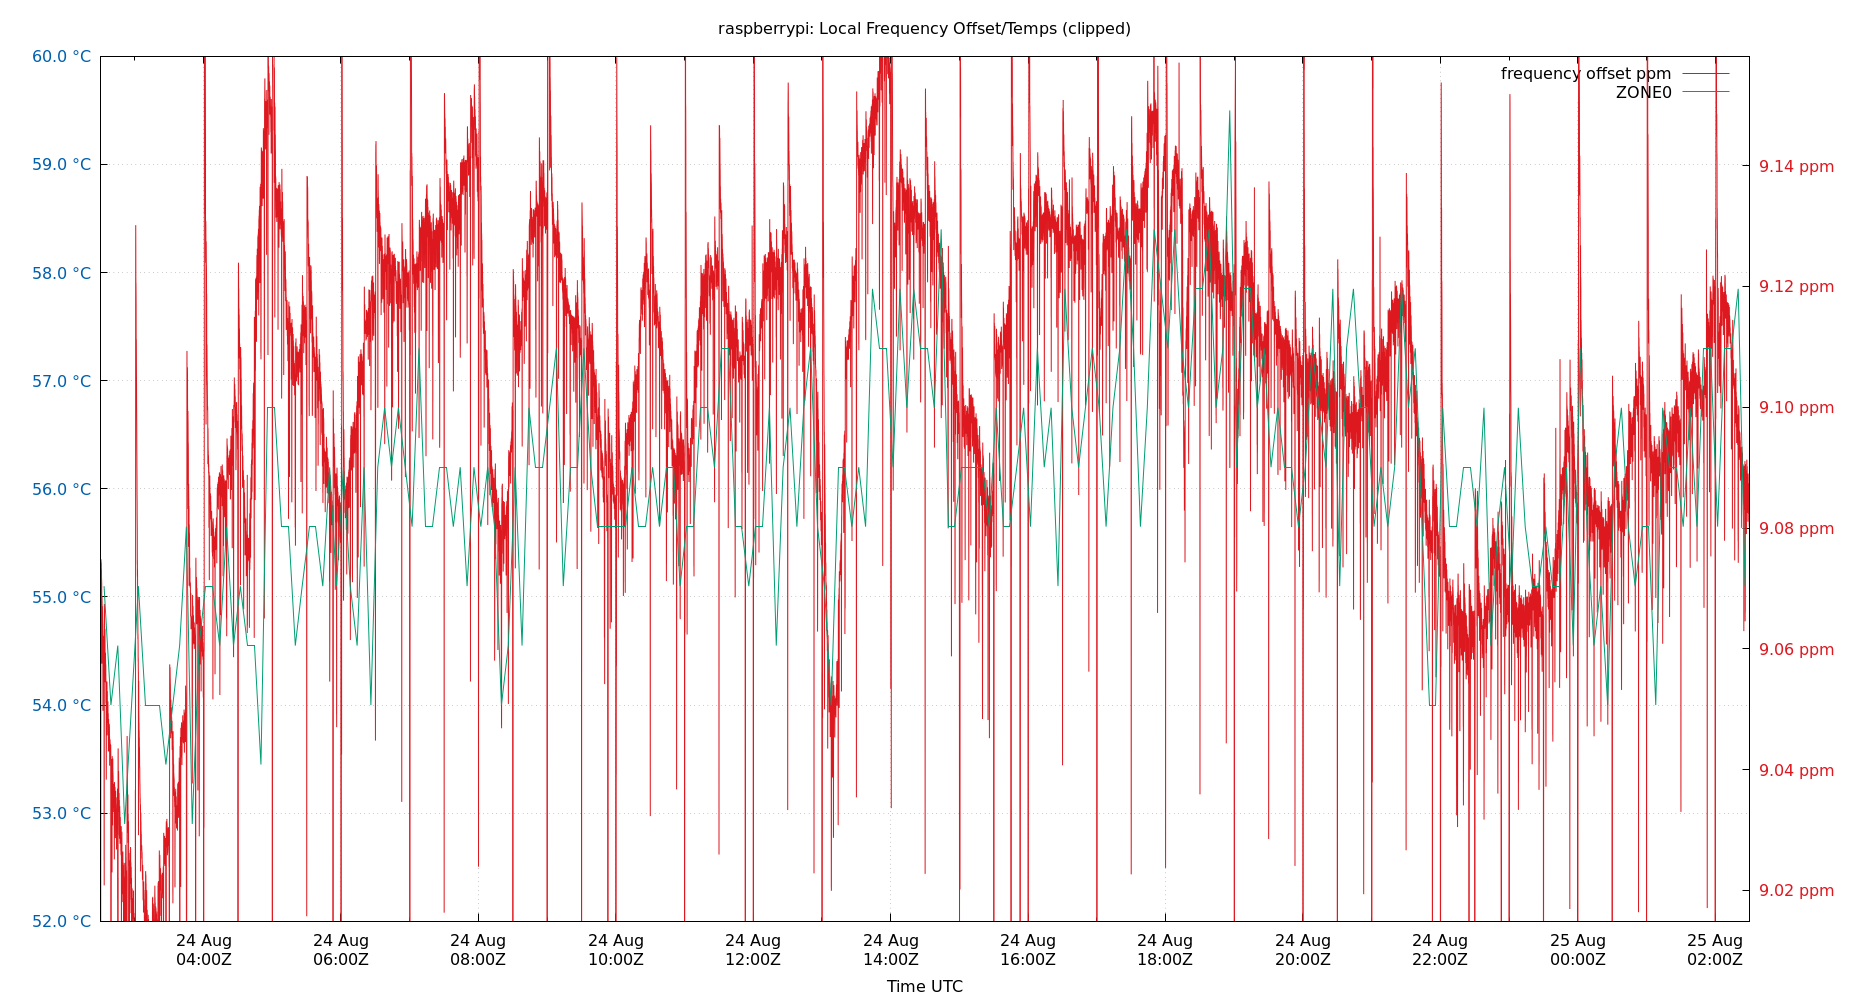 raspberrypi: Local Frequency Offset/Temps (clipped)
60.0 °C
59.0 °C
58.0 °C
57.0 °C
56.0 °C
55.0 °C
54.0 °C
53.0 °C
52.0 °C
frequency offset ppm
ZONE0
9.14 ppm
9.12 ppm
9.10 ppm
9.08 ppm
9.06 ppm
9.04 ppm
9.02 ppm
24 Aug 24 Aug 24 Aug 24 Aug 24 Aug 24 Aug 24 Aug 24 Aug 24 Aug 24 Aug 25 Aug 25 Aug
04:00Z 06:00Z 08:00Z 10:00Z 12:00Z 14:00Z 16:00Z 18:00Z 20:00Z 22:00Z 00:00Z 02:00Z
Time UTC